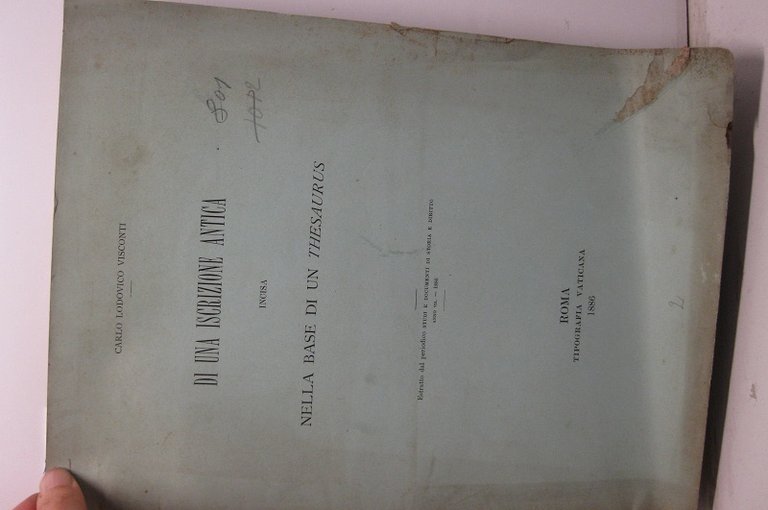 CARLO LODOVICO VISCONTI
DI UNA ISCRIZIONE ANTICA
INCISA
NELLA BASE DI UN THESAURUS
Estratto dal periodico STUDI E DOCUMENTI DI STORIA E DIRITTO
ROMA
TIPOGRAFIA VATICANA
1886
2